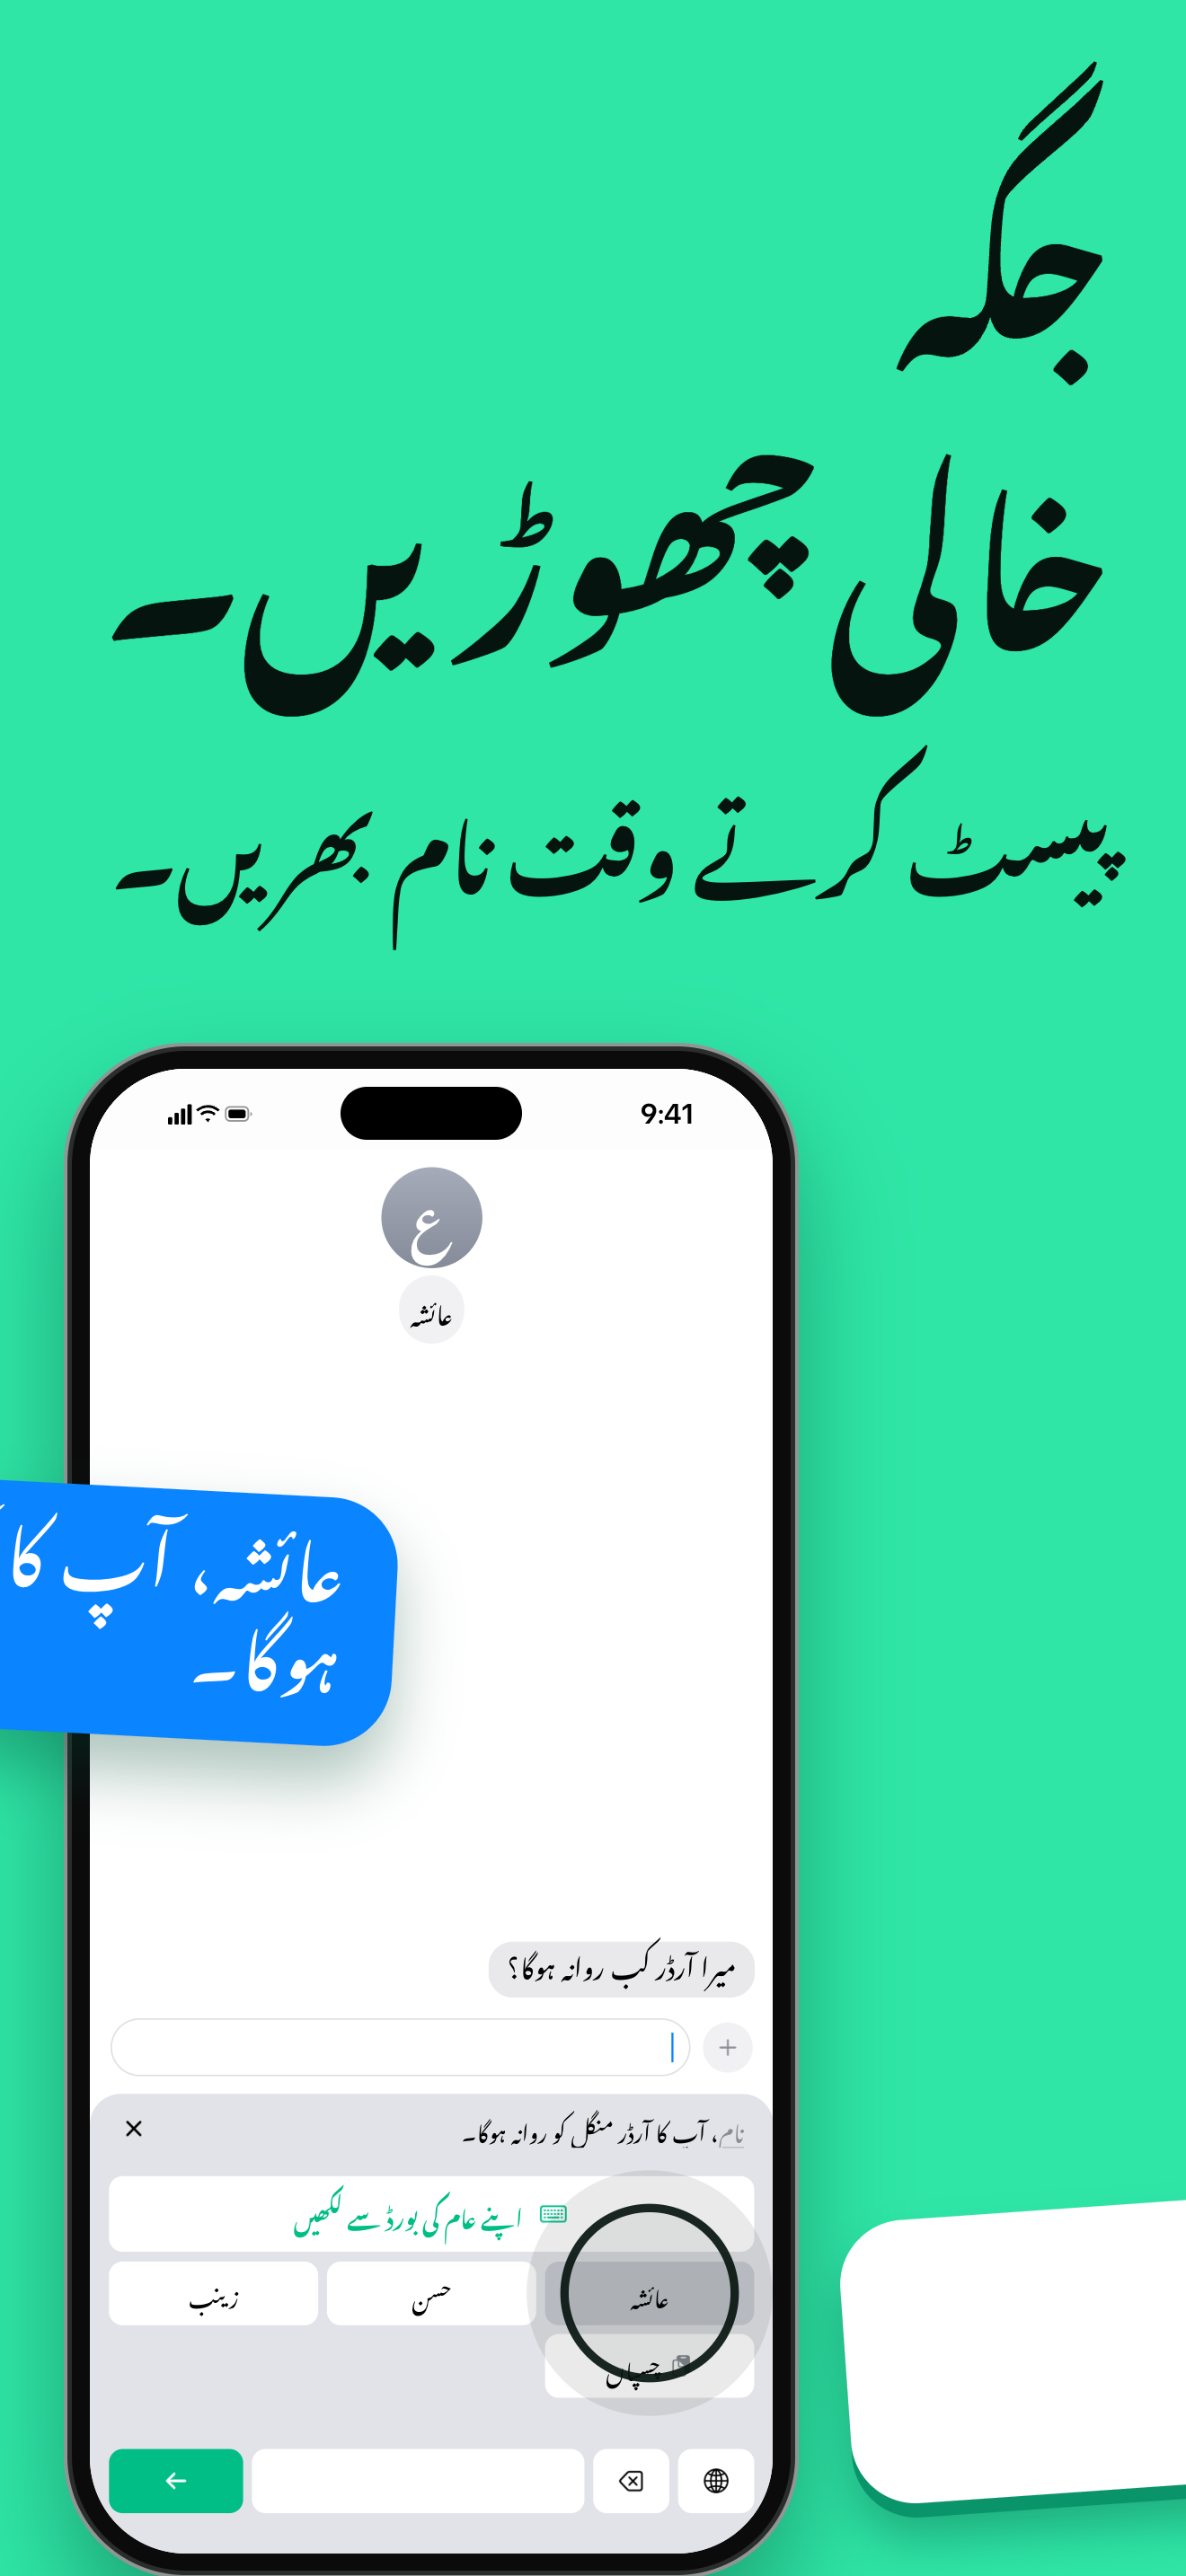 جگہ
خالی چھوڑیں۔
پیسٹ کرتے وقت نام بھریں۔
9:41
ع
عائشہ
عائشہ، آپ کا
ہوگا۔
میرا آرڈر کب روانہ ہوگا؟
نام، آپ کا آرڈر منگل کو روانہ ہوگا۔
اپنے عام کی بورڈ سے لکھیں
عائشہ
حسن
زینب
چسپاں